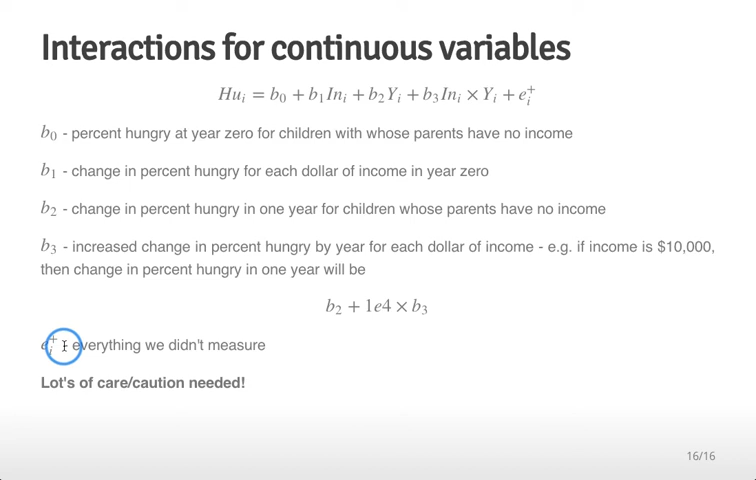 Interactions for continuous variables
Hu_i = b_0 + b_1 In_i + b_2 Y_i + b_3 In_i × Y_i + e_i^+
b_0 - percent hungry at year zero for children with whose parents have no income
b_1 - change in percent hungry for each dollar of income in year zero
b_2 - change in percent hungry in one year for children whose parents have no income
b_3 - increased change in percent hungry by year for each dollar of income - e.g. if income is $10,000,
then change in percent hungry in one year will be
b_2 + 1e4 × b_3
e_i^+ - everything we didn't measure
Lot's of care/caution needed!
16/16